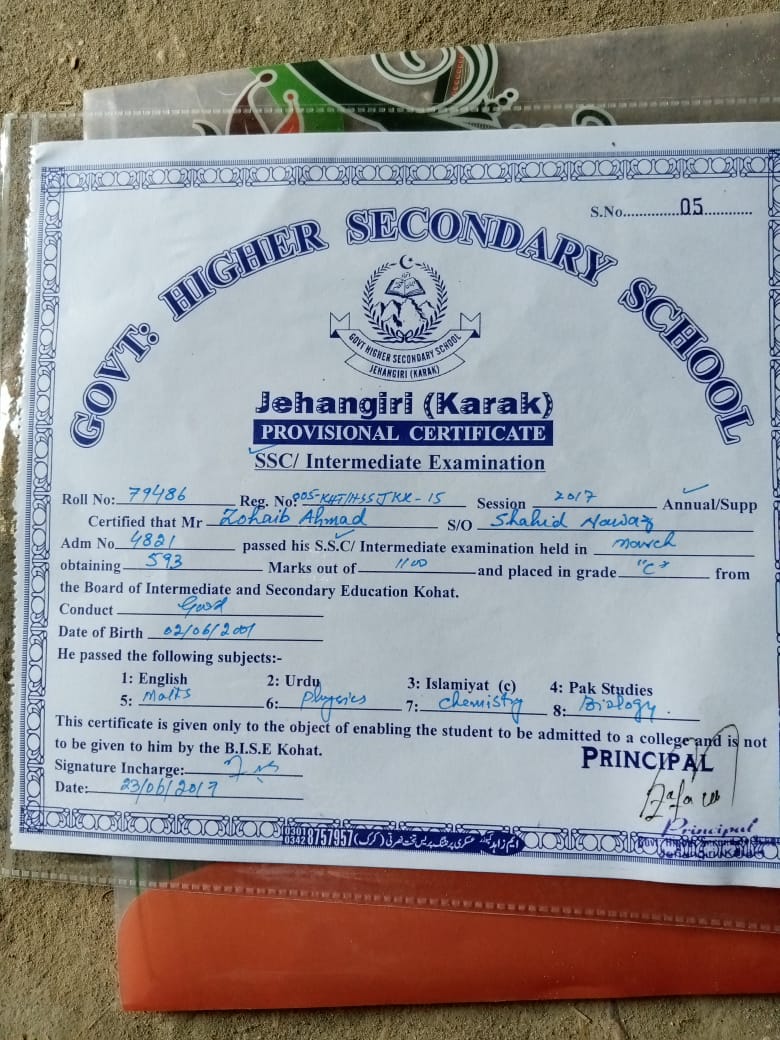 S.No..............05............
GOVT: HIGHER SECONDARY SCHOOL
GOVT HIGHER SECONDARY SCHOOL
JEHANGIRI (KARAK)
Jehangiri (Karak)
PROVISIONAL CERTIFICATE
SSC/ Intermediate Examination
Roll No: 79486 Reg. No: 005-KHT/HSSJKK-15 Session 2017 Annual/Supp
Certified that Mr Zohaib Ahmad S/O Shahid Nawaz
Adm No 4821 passed his S.S.C/ Intermediate examination held in March
obtaining 593 Marks out of 1100 and placed in grade "C" from
the Board of Intermediate and Secondary Education Kohat.
Conduct Good
Date of Birth 02/06/2001
He passed the following subjects:-
1: English 2: Urdu 3: Islamiyat (c) 4: Pak Studies
5: Maths 6: Physics 7: Chemistry 8: Biology
This certificate is given only to the object of enabling the student to be admitted to a college and is not
to be given to him by the B.I.S.E Kohat.
PRINCIPAL
Signature Incharge:
Date: 23/06/2017
Principal
0301
0342 8757957